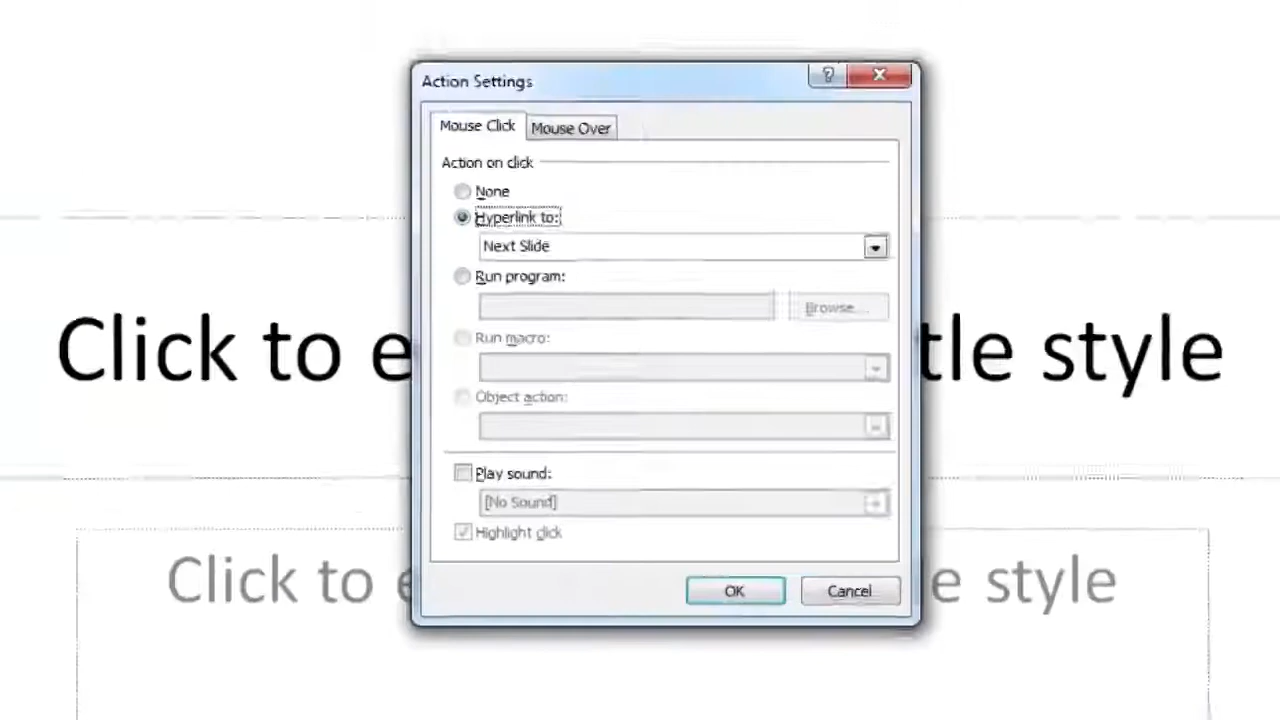 Action Settings
Mouse Click Mouse Over
Action on click
None
Hyperlink to:
Next Slide
Run program:
Browse...
Run macro:
Object action:
Play sound:
[No Sound]
Highlight click
OK Cancel
Click to e tle style
Click to e e style